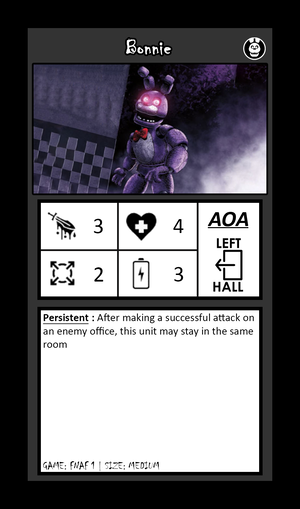 Bonnie
3
4
AOA
LEFT
2
3
HALL
Persistent : After making a successful attack on
an enemy office, this unit may stay in the same
room
GAME: FNAF 1 | SIZE: MEDIUM